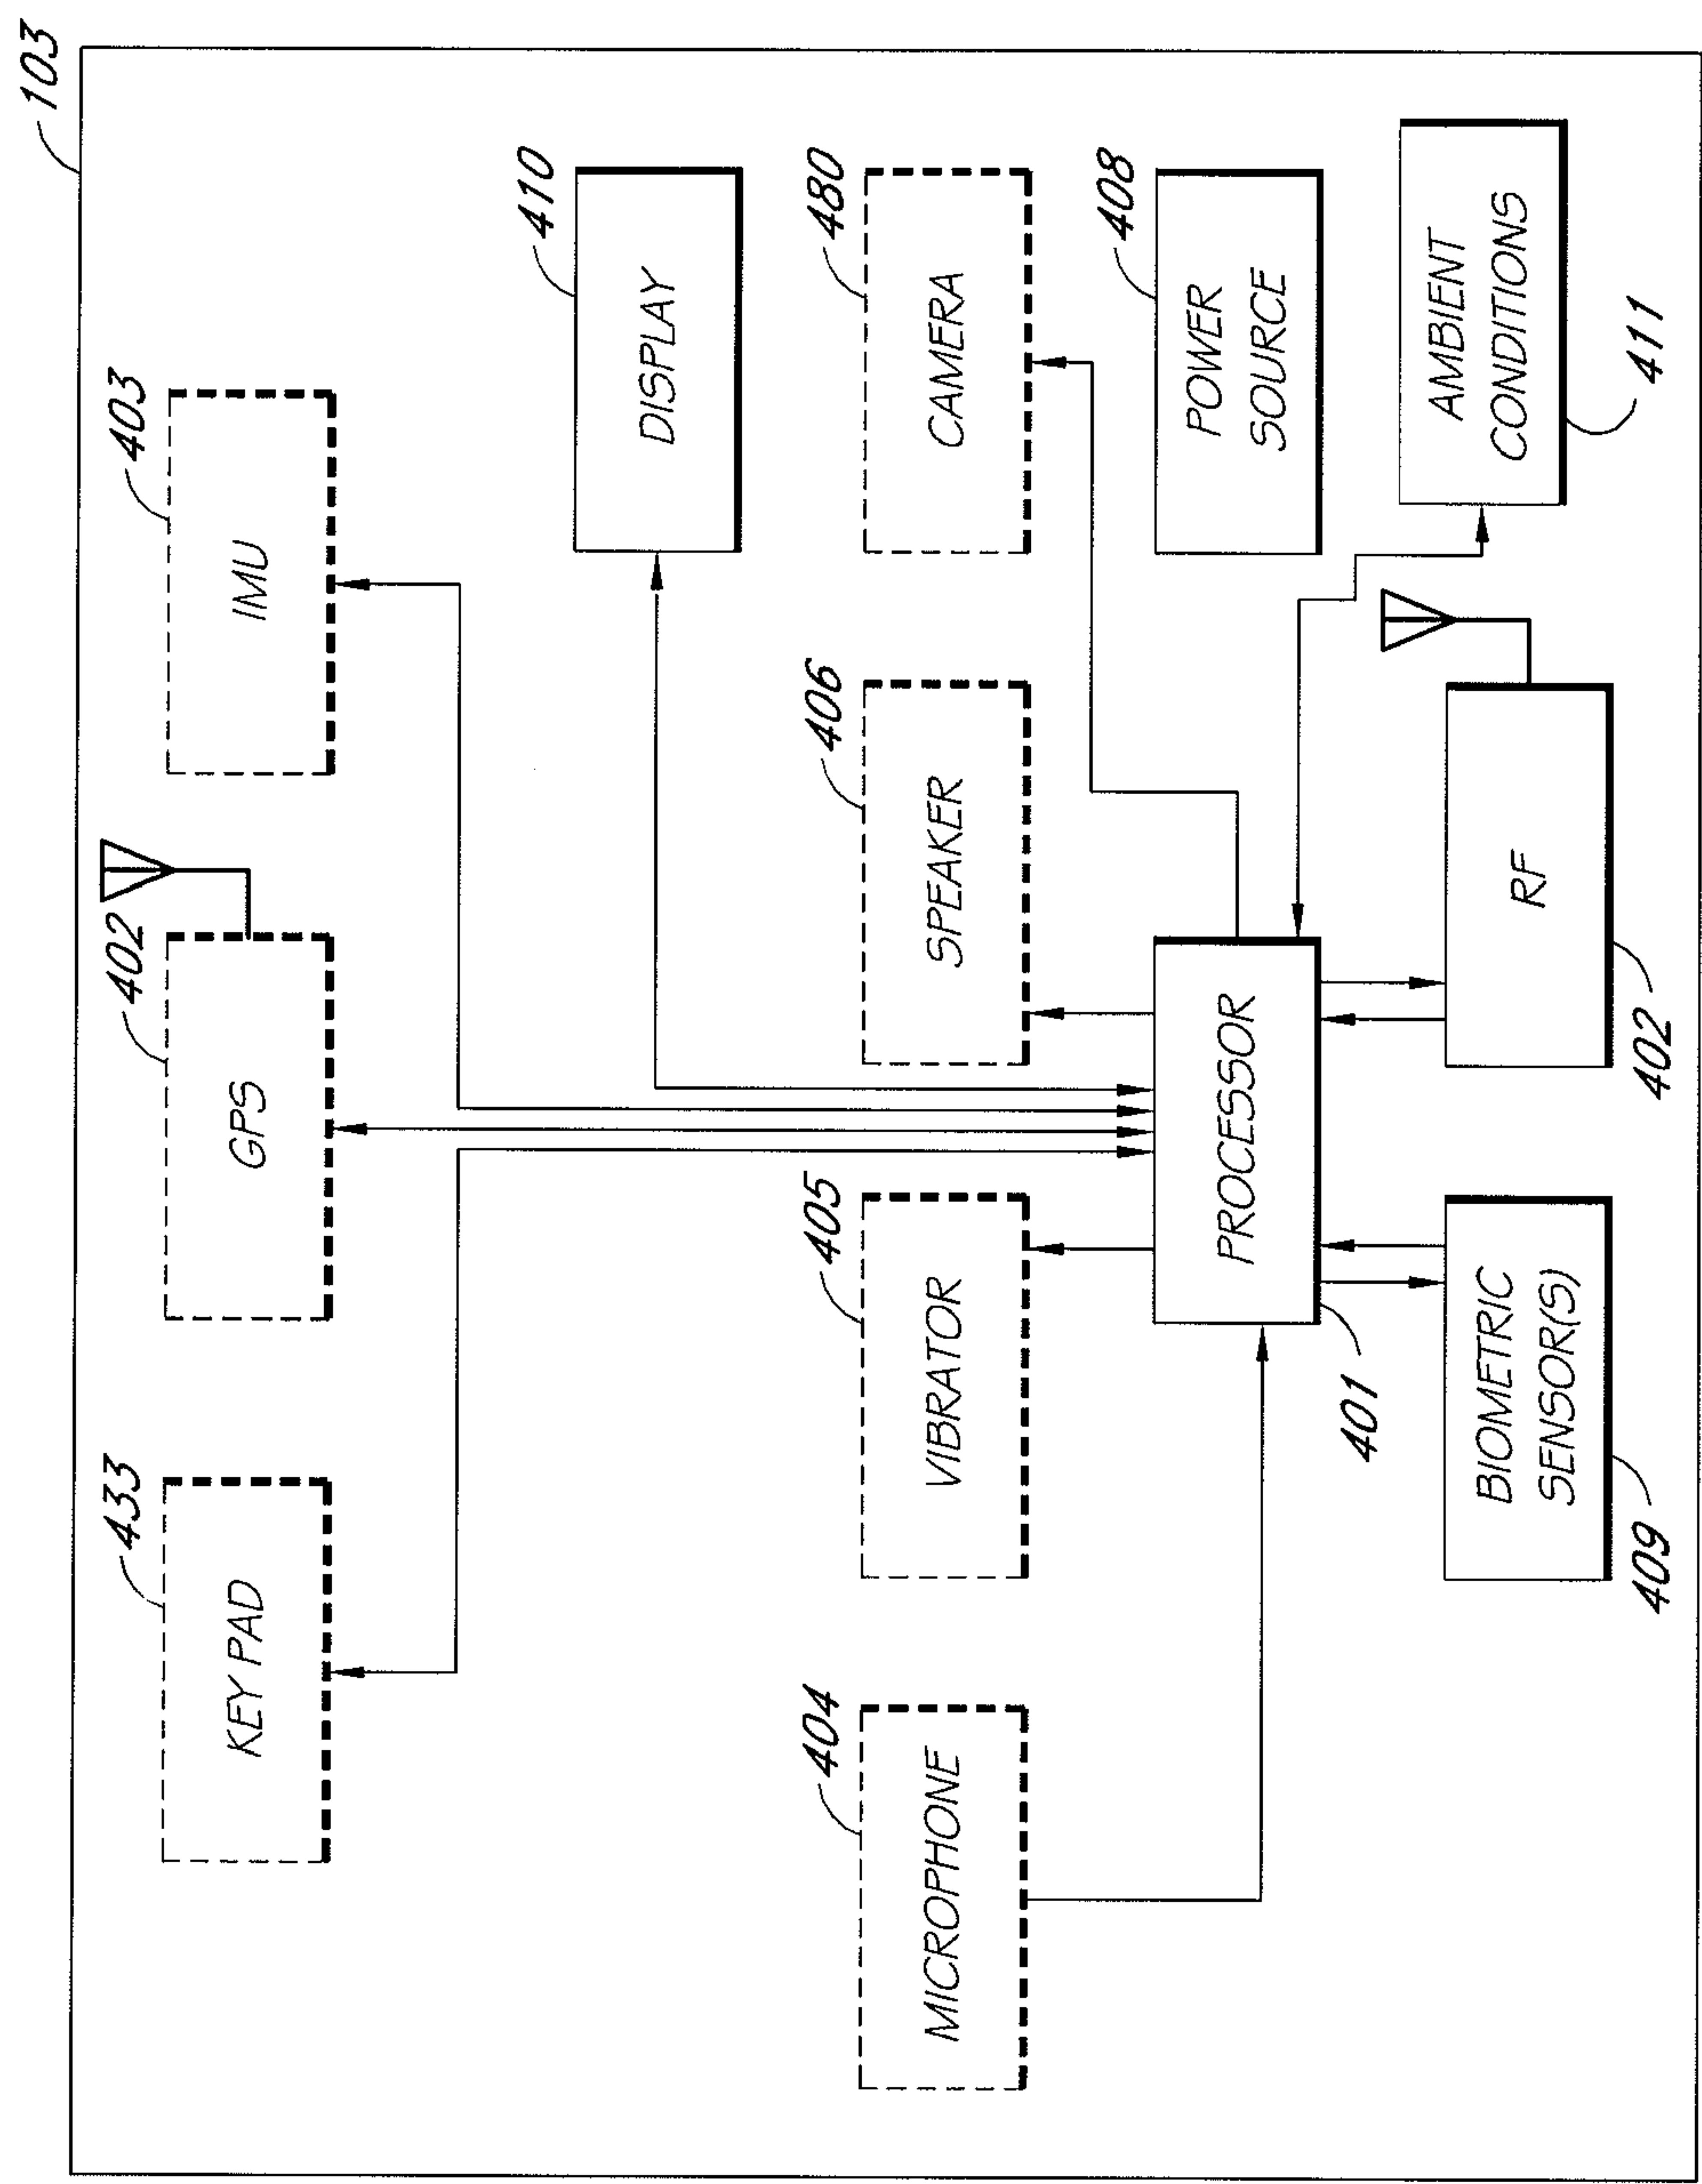 103
433
KEY PAD
402
GPS
403
IMU
410
DISPLAY
404
MICROPHONE
405
VIBRATOR
406
SPEAKER
480
CAMERA
PROCESSOR
401
408
POWER
SOURCE
BIOMETRIC
SENSOR(S)
409
RF
402
AMBIENT
CONDITIONS
411